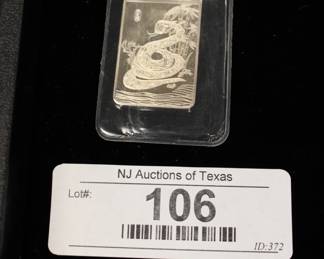 NJ Auctions of Texas
Lot#:
106
ID:372